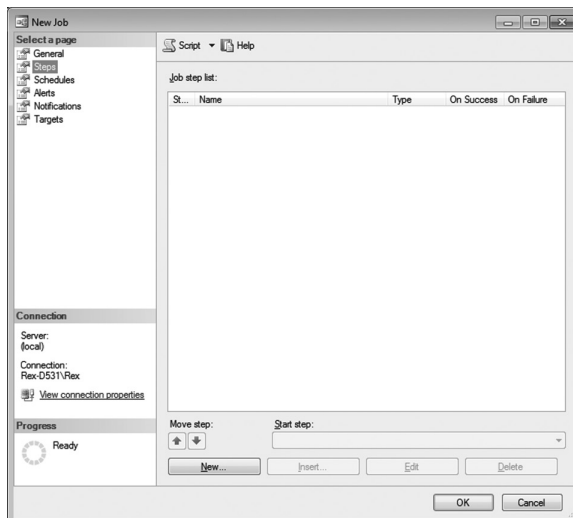 New Job
Select a page
General
Steps
Schedules
Alerts
Notifications
Targets
Script Help
Job step list:
St... Name Type On Success On Failure
Connection
Server:
(local)
Connection:
Rex-D531\Rex
View connection properties
Progress
Ready
Move step: Start step:
New... Insert... Edit Delete
OK Cancel